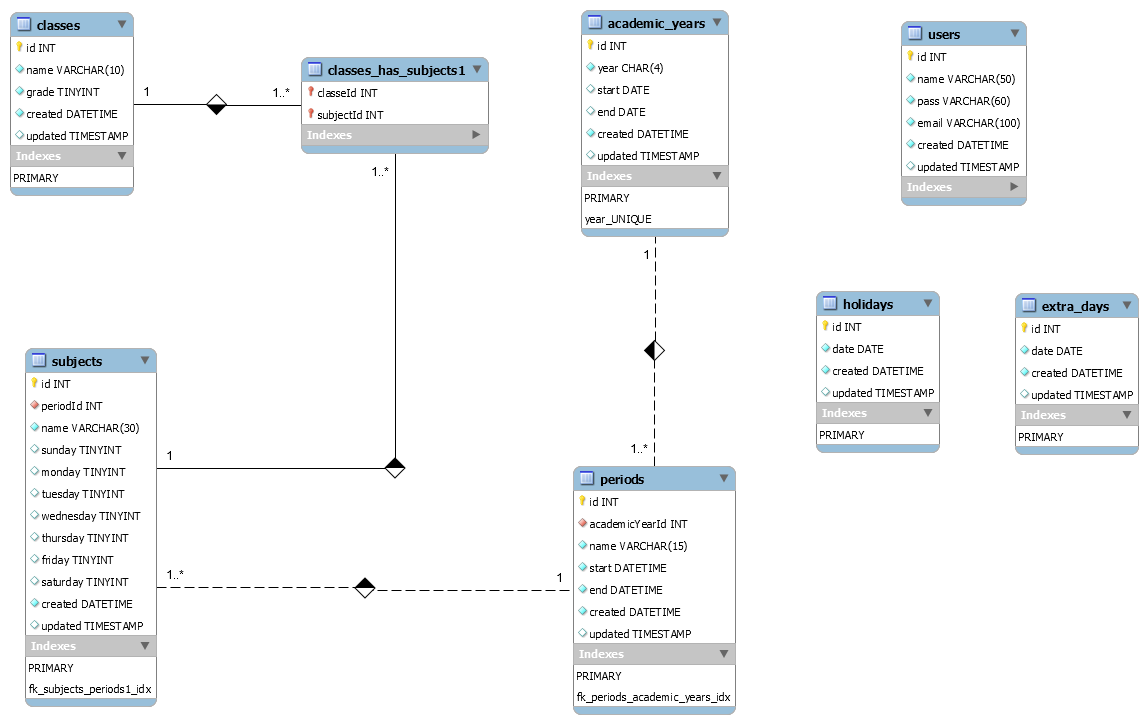 classes
id INT
name VARCHAR(10)
grade TINYINT
created DATETIME
updated TIMESTAMP
Indexes
PRIMARY
1
1..*
classes_has_subjects1
classeId INT
subjectId INT
Indexes
1..*
academic_years
id INT
year CHAR(4)
start DATE
end DATE
created DATETIME
updated TIMESTAMP
Indexes
PRIMARY
year_UNIQUE
1
1..*
users
id INT
name VARCHAR(50)
pass VARCHAR(60)
email VARCHAR(100)
created DATETIME
updated TIMESTAMP
Indexes
holidays
id INT
date DATE
created DATETIME
updated TIMESTAMP
Indexes
PRIMARY
extra_days
id INT
date DATE
created DATETIME
updated TIMESTAMP
Indexes
PRIMARY
subjects
id INT
periodId INT
name VARCHAR(30)
sunday TINYINT
monday TINYINT
tuesday TINYINT
wednesday TINYINT
thursday TINYINT
friday TINYINT
saturday TINYINT
created DATETIME
updated TIMESTAMP
Indexes
PRIMARY
fk_subjects_periods1_idx
1
1..*
1
periods
id INT
academicYearId INT
name VARCHAR(15)
start DATETIME
end DATETIME
created DATETIME
updated TIMESTAMP
Indexes
PRIMARY
fk_periods_academic_years_idx